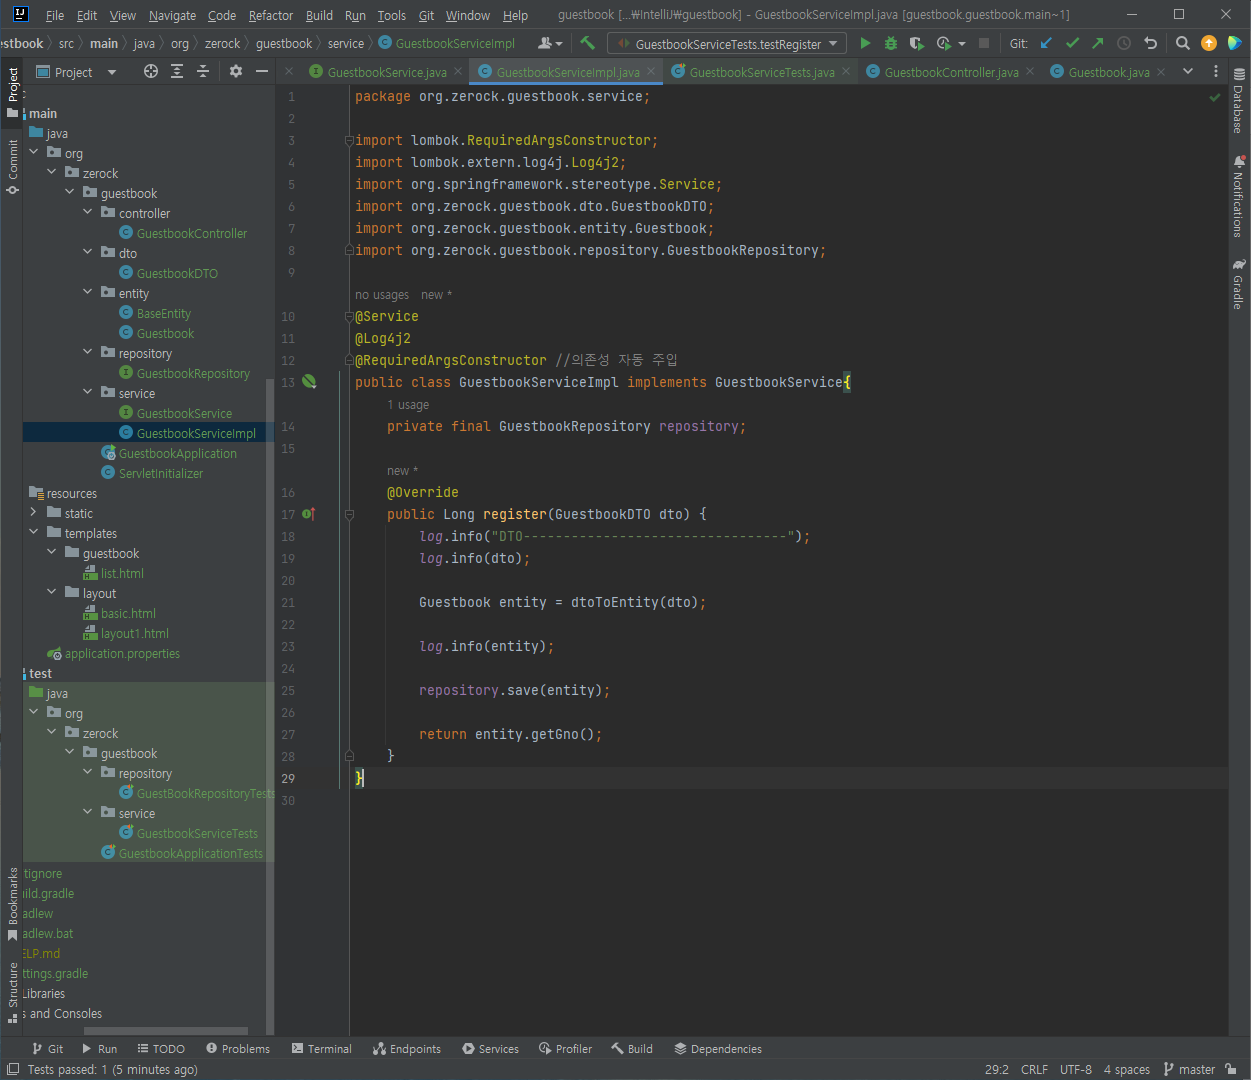 File Edit View Navigate Code Refactor Build Run Tools Git Window Help guestbook [...₩IntelliJ₩guestbook] - GuestbookServiceImpl.java [guestbook.guestbook.main~1]
estbook src main java org zerock guestbook service GuestbookServiceImpl GuestbookServiceTests.testRegister Git:
Project GuestbookService.java GuestbookServiceImpl.java GuestbookServiceTests.java GuestbookController.java Guestbook.java
Project
Commit
Bookmarks
Structure
main
java
org
zerock
guestbook
controller
GuestbookController
dto
GuestbookDTO
entity
BaseEntity
Guestbook
repository
GuestbookRepository
service
GuestbookService
GuestbookServiceImpl
GuestbookApplication
ServletInitializer
resources
static
templates
guestbook
list.html
layout
basic.html
layout1.html
application.properties
test
java
org
zerock
guestbook
repository
GuestBookRepositoryTests
service
GuestbookServiceTests
GuestbookApplicationTests
tignore
ild.gradle
adlew
adlew.bat
ELP.md
ttings.gradle
Libraries
s and Consoles
1 package org.zerock.guestbook.service;
2
3 import lombok.RequiredArgsConstructor;
4 import lombok.extern.log4j.Log4j2;
5 import org.springframework.stereotype.Service;
6 import org.zerock.guestbook.dto.GuestbookDTO;
7 import org.zerock.guestbook.entity.Guestbook;
8 import org.zerock.guestbook.repository.GuestbookRepository;
9
no usages new *
10 @Service
11 @Log4j2
12 @RequiredArgsConstructor //의존성 자동 주입
13 public class GuestbookServiceImpl implements GuestbookService{
1 usage
14 private final GuestbookRepository repository;
15
new *
16 @Override
17 public Long register(GuestbookDTO dto) {
18 log.info("DTO---------------------------------");
19 log.info(dto);
20
21 Guestbook entity = dtoToEntity(dto);
22
23 log.info(entity);
24
25 repository.save(entity);
26
27 return entity.getGno();
28 }
29 }
30
Database
Notifications
Gradle
Git Run TODO Problems Terminal Endpoints Services Profiler Build Dependencies
Tests passed: 1 (5 minutes ago) 29:2 CRLF UTF-8 4 spaces master